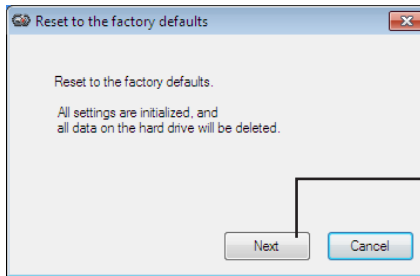 Reset to the factory defaults
Reset to the factory defaults.
All settings are initialized, and
all data on the hard drive will be deleted.
Next
Cancel